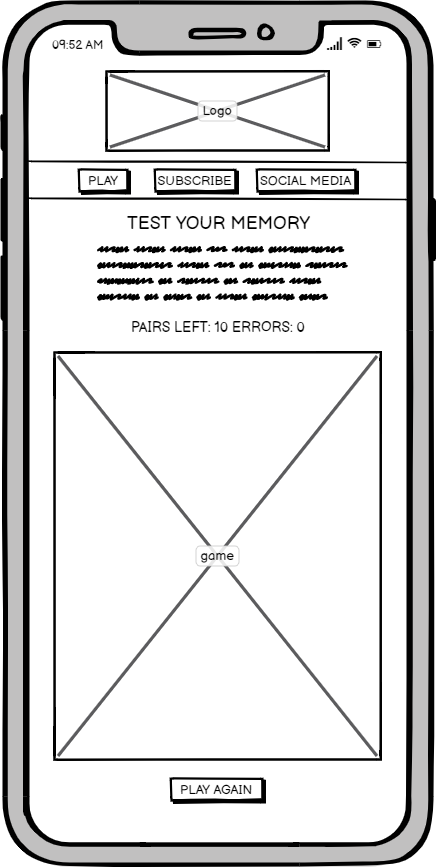 09:52 AM
Logo
PLAY SUBSCRIBE SOCIAL MEDIA
TEST YOUR MEMORY
PAIRS LEFT: 10 ERRORS: 0
game
PLAY AGAIN